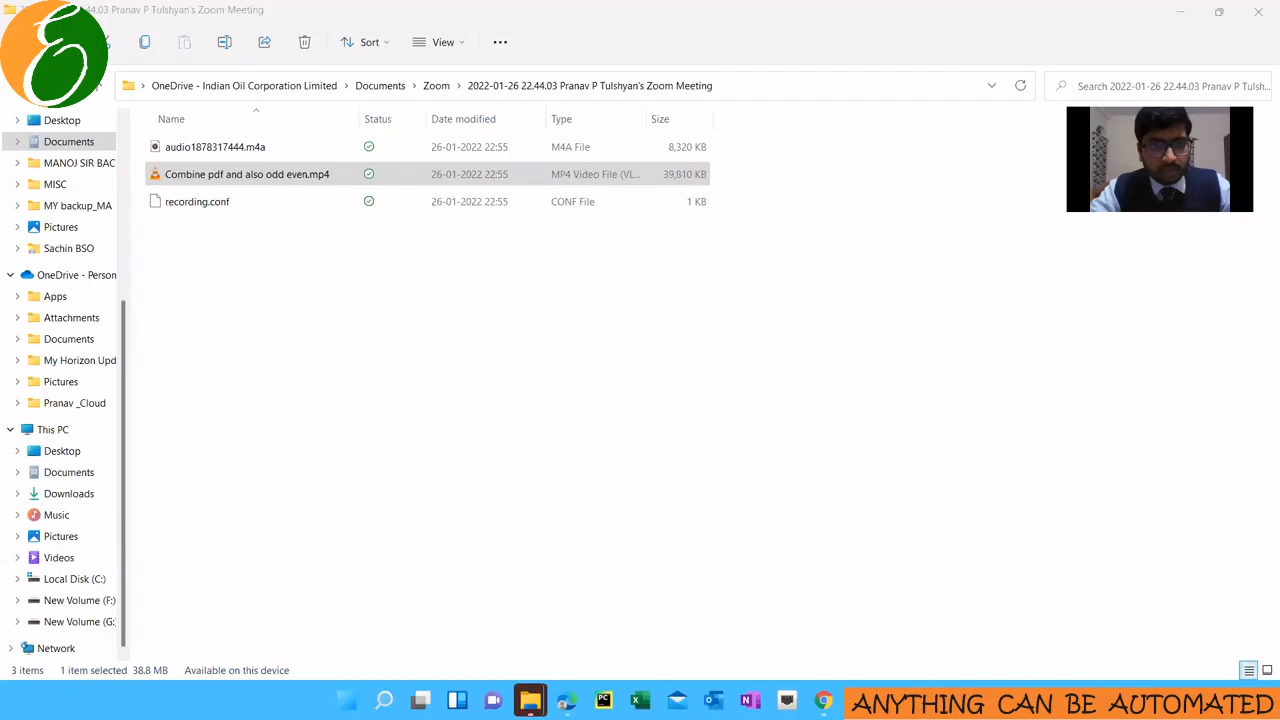 .03 Pranav P Tulshyan's Zoom Meeting
Sort
View
OneDrive - Indian Oil Corporation Limited
Documents
Zoom
2022-01-26 22.44.03 Pranav P Tulshyan's Zoom Meeting
Search 2022-01-26 22.44.03 Pranav P Tulsh...
Name Status Date modified Type Size
audio1878317444.m4a 26-01-2022 22:55 M4A File 8,320 KB
Combine pdf and also odd even.mp4 26-01-2022 22:55 MP4 Video File (VL... 39,810 KB
recording.conf 26-01-2022 22:55 CONF File 1 KB
Desktop
Documents
MANOJ SIR BAC
MISC
MY backup_MA
Pictures
Sachin BSO
OneDrive - Person
Apps
Attachments
Documents
My Horizon Upd
Pictures
Pranav _Cloud
This PC
Desktop
Documents
Downloads
Music
Pictures
Videos
Local Disk (C:)
New Volume (F:)
New Volume (G:
Network
3 items 1 item selected 38.8 MB Available on this device
ANYTHING CAN BE AUTOMATED